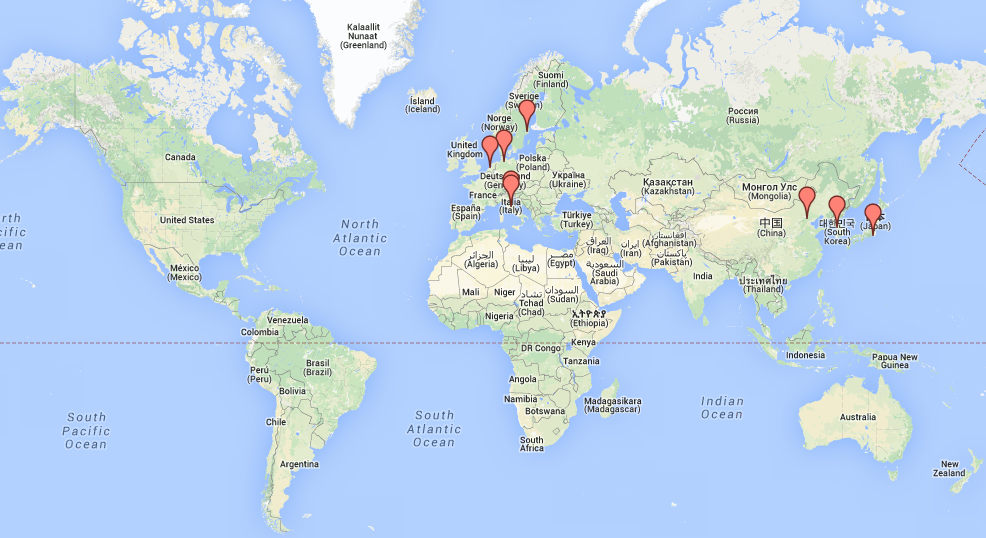 Kalaallit
Nunaat
(Greenland)
Ísland
(Iceland)
Suomi
(Finland)
Sverige
Norge
(Norway)
United
Kingdom
Polska
(Poland)
Україна
(Ukraine)
France
Italia
(Italy)
España
(Spain)
Türkiye
(Turkey)
Россия
(Russia)
Қазақстан
(Kazakhstan)
Монгол Улс
(Mongolia)
中国
(China)
(South
Korea)
(Japan)
Canada
United States
México
(Mexico)
North
Atlantic
Ocean
الجزائر
(Algeria)
ليبيا
(Libya)
مصر
(Egypt)
العراق
(Iraq)
ایران
(Iran)
افغانستان
(Afghanistan)
پاکستان
(Pakistan)
السعودية
(Saudi
Arabia)
India
ประเทศไทย
(Thailand)
Mali
Niger
تشاد
Tchad
(Chad)
السودان
(Sudan)
Nigeria
ኢትዮጵያ
(Ethiopia)
Venezuela
Colombia
DR Congo
Kenya
Tanzania
Indonesia
Papua New
Guinea
Perú
(Peru)
Brasil
(Brazil)
Bolivia
Angola
Namibia
Botswana
Madagasikara
(Madagascar)
South
Africa
Chile
Argentina
South
Pacific
Ocean
South
Atlantic
Ocean
Indian
Ocean
Australia
New
Zealand